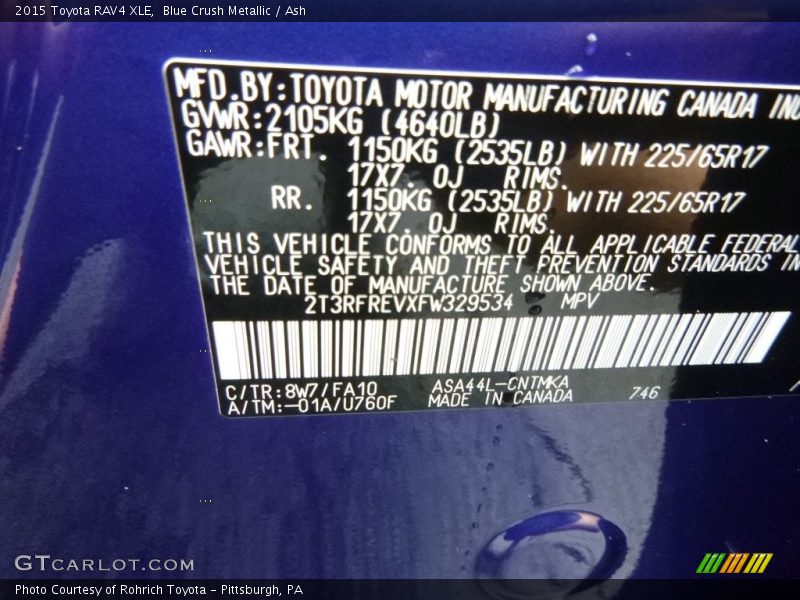 2015 Toyota RAV4 XLE,  Blue Crush Metallic / Ash
MFD.BY:TOYOTA MOTOR MANUFACTURING CANADA INC
GVWR:2105KG (4640LB)
GAWR:FRT. 1150KG (2535LB) WITH 225/65R17
17X7. 0J RIMS.
RR. 1150KG (2535LB) WITH 225/65R17
17X7. 0J RIMS.
THIS VEHICLE CONFORMS TO ALL APPLICABLE FEDERAL
VEHICLE SAFETY AND THEFT PREVENTION STANDARDS IN
THE DATE OF MANUFACTURE SHOWN ABOVE.
2T3RFREVXFW329534 MPV
C/TR:8W7/FA10 ASA44L-CNTMKA 746
A/TM:-01A/U760F MADE IN CANADA
GTcarlot.com
Photo Courtesy of Rohrich Toyota - Pittsburgh, PA